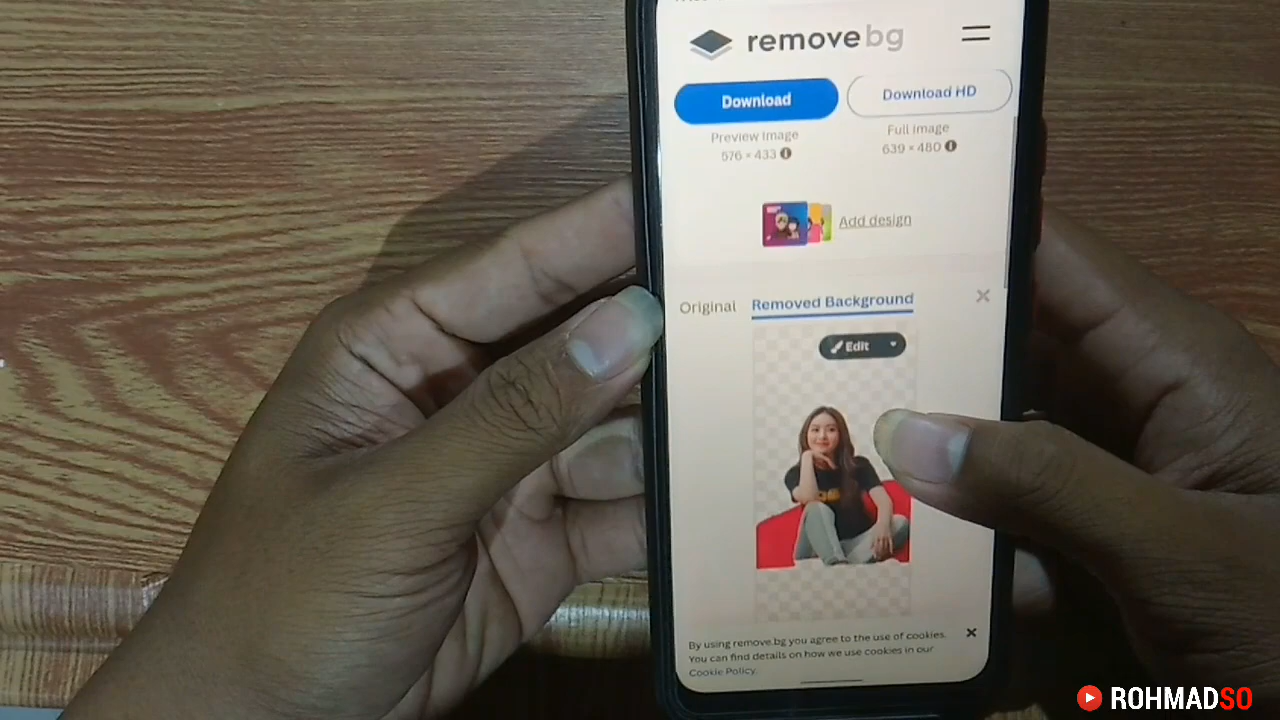 removebg
Download
Download HD
Preview Image
Full Image
576 × 433
639 × 480
Add design
Original
Removed Background
Edit
By using remove.bg you agree to the use of cookies.
You can find details on how we use cookies in our
Cookie Policy.
ROHMADSO